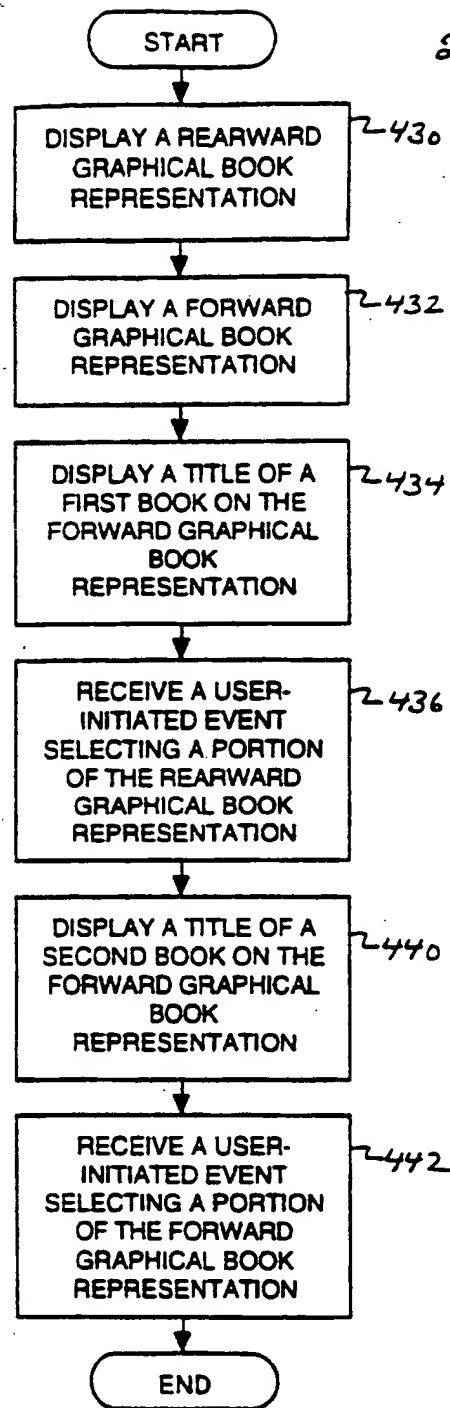 START
DISPLAY A REARWARD
GRAPHICAL BOOK
REPRESENTATION
430
DISPLAY A FORWARD
GRAPHICAL BOOK
REPRESENTATION
432
DISPLAY A TITLE OF A
FIRST BOOK ON THE
FORWARD GRAPHICAL
BOOK
REPRESENTATION
434
RECEIVE A USER-
INITIATED EVENT
SELECTING A PORTION
OF THE REARWARD
GRAPHICAL BOOK
REPRESENTATION
436
DISPLAY A TITLE OF A
SECOND BOOK ON THE
FORWARD GRAPHICAL
BOOK
REPRESENTATION
440
RECEIVE A USER-
INITIATED EVENT
SELECTING A PORTION
OF THE FORWARD
GRAPHICAL BOOK
REPRESENTATION
442
END